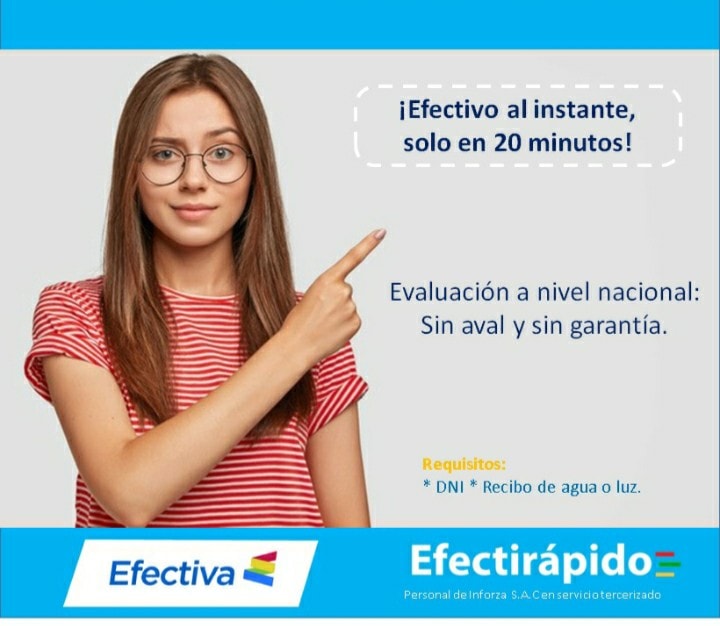 ¡Efectivo al instante,
solo en 20 minutos!
Evaluación a nivel nacional:
Sin aval y sin garantía.
Requisitos:
* DNI * Recibo de agua o luz.
Efectiva
Efectirápido
Personal de Inforza S.A.C en servicio tercerizado